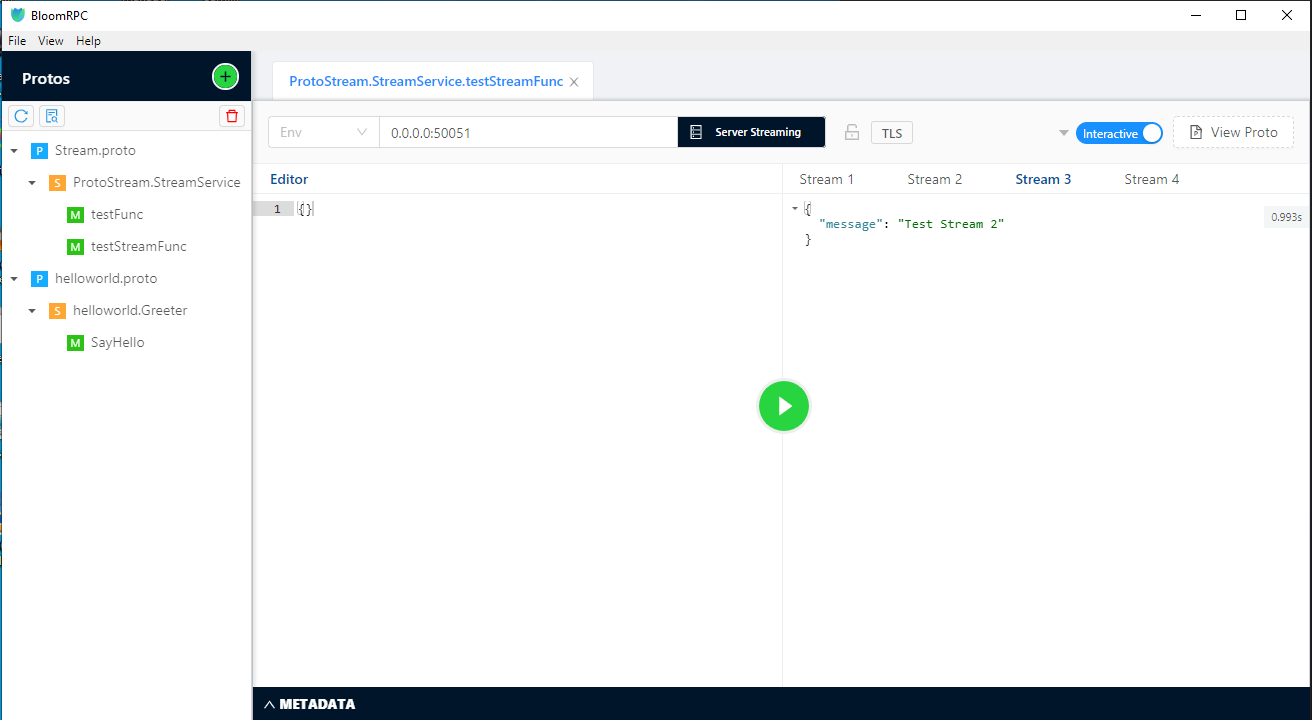 BloomRPC
File View Help
Protos
ProtoStream.StreamService.testStreamFunc
Env
0.0.0.0:50051
Server Streaming
TLS
Interactive
View Proto
P Stream.proto
S ProtoStream.StreamService
M testFunc
M testStreamFunc
P helloworld.proto
S helloworld.Greeter
M SayHello
Editor
1 {}
Stream 1 Stream 2 Stream 3 Stream 4
{
"message": "Test Stream 2"
}
0.993s
METADATA